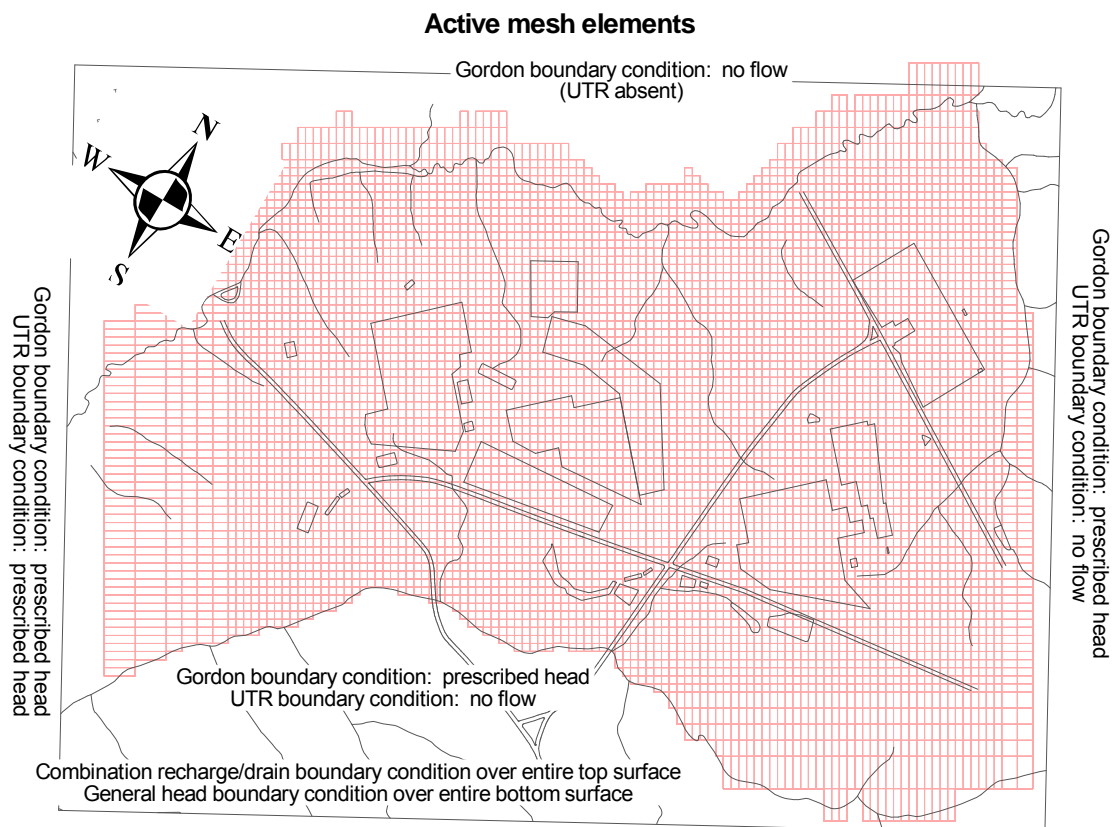 Active mesh elements
Gordon boundary condition:  no flow
(UTR absent)
N
W
E
S
Gordon boundary condition:  prescribed head
UTR boundary condition:  prescribed head
Gordon boundary condition:  prescribed head
UTR boundary condition:  no flow
Gordon boundary condition:  prescribed head
UTR boundary condition:  no flow
Combination recharge/drain boundary condition over entire top surface
General head boundary condition over entire bottom surface